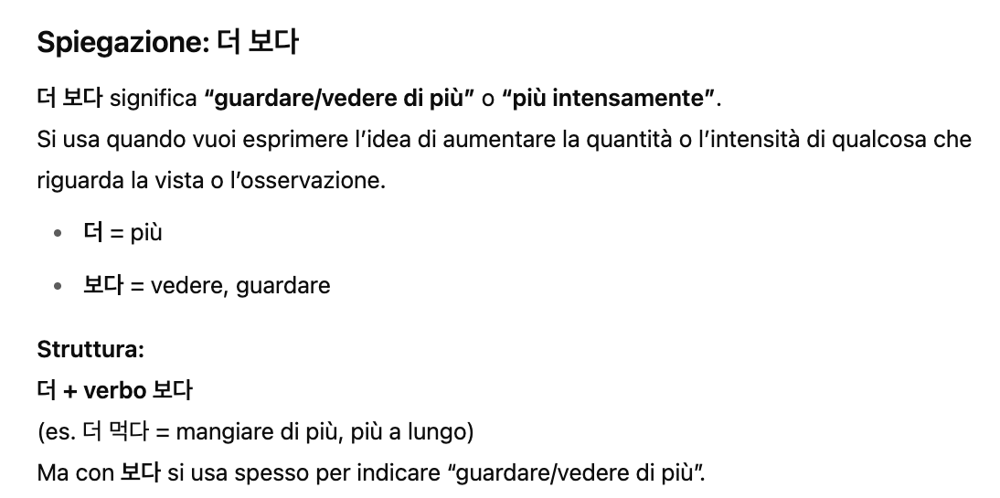 Spiegazione: 더 보다
더 보다 significa “guardare/vedere di più” o “più intensamente”.
Si usa quando vuoi esprimere l’idea di aumentare la quantità o l’intensità di qualcosa che
riguarda la vista o l’osservazione.
• 더 = più
• 보다 = vedere, guardare
Struttura:
더 + verbo 보다
(es. 더 먹다 = mangiare di più, più a lungo)
Ma con 보다 si usa spesso per indicare “guardare/vedere di più”.